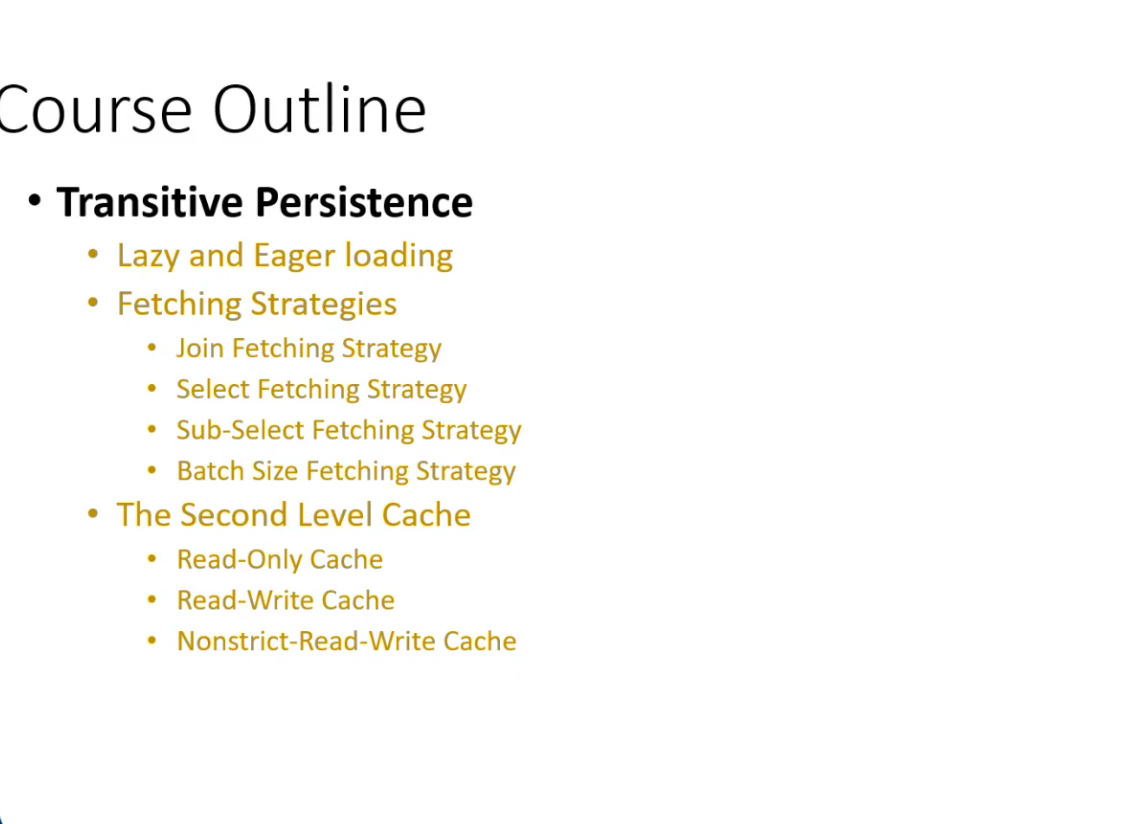 Course Outline
• Transitive Persistence
• Lazy and Eager loading
• Fetching Strategies
• Join Fetching Strategy
• Select Fetching Strategy
• Sub-Select Fetching Strategy
• Batch Size Fetching Strategy
• The Second Level Cache
• Read-Only Cache
• Read-Write Cache
• Nonstrict-Read-Write Cache